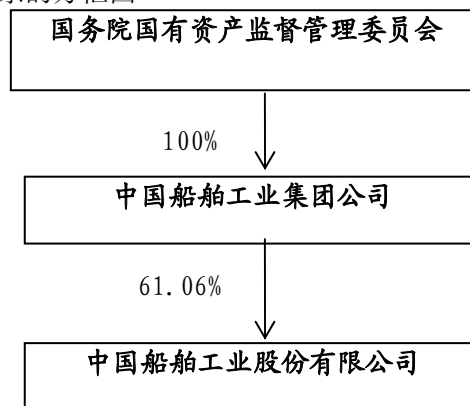 国务院国有资产监督管理委员会
100%
中国船舶工业集团公司
61.06%
中国船舶工业股份有限公司